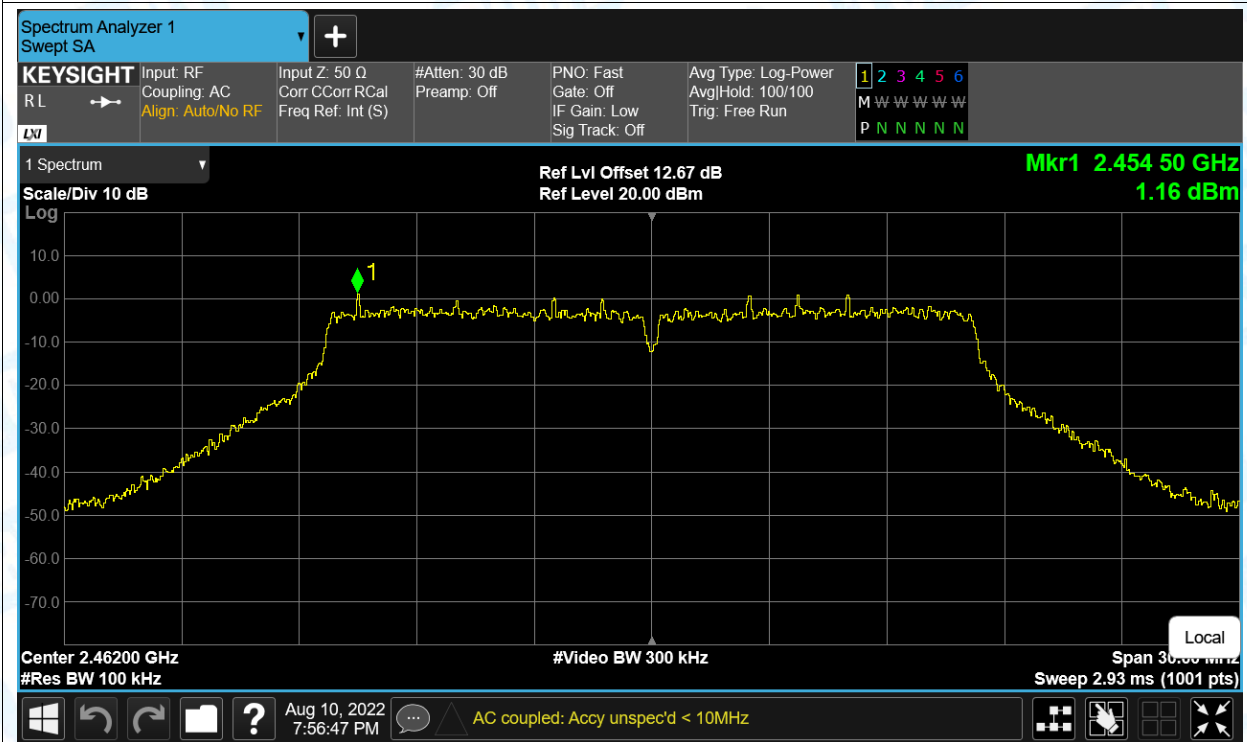 Spectrum Analyzer 1
Swept SA
KEYSIGHT
R L
LXI
Input: RF
Coupling: AC
Align: Auto/No RF
Input Z: 50 Ω
Corr CCorr RCal
Freq Ref: Int (S)
#Atten: 30 dB
Preamp: Off
PNO: Fast
Gate: Off
IF Gain: Low
Sig Track: Off
Avg Type: Log-Power
Avg|Hold: 100/100
Trig: Free Run
1 2 3 4 5 6
M W W W W W
P N N N N N
1 Spectrum
Scale/Div 10 dB
Log
Ref Lvl Offset 12.67 dB
Ref Level 20.00 dBm
Mkr1 2.454 50 GHz
1.16 dBm
1
10.0
0.00
-10.0
-20.0
-30.0
-40.0
-50.0
-60.0
-70.0
Local
Center 2.46200 GHz
#Video BW 300 kHz
Span 30.00 MHz
#Res BW 100 kHz
Sweep 2.93 ms (1001 pts)
?
Aug 10, 2022
7:56:47 PM
AC coupled: Accy unspec'd < 10MHz